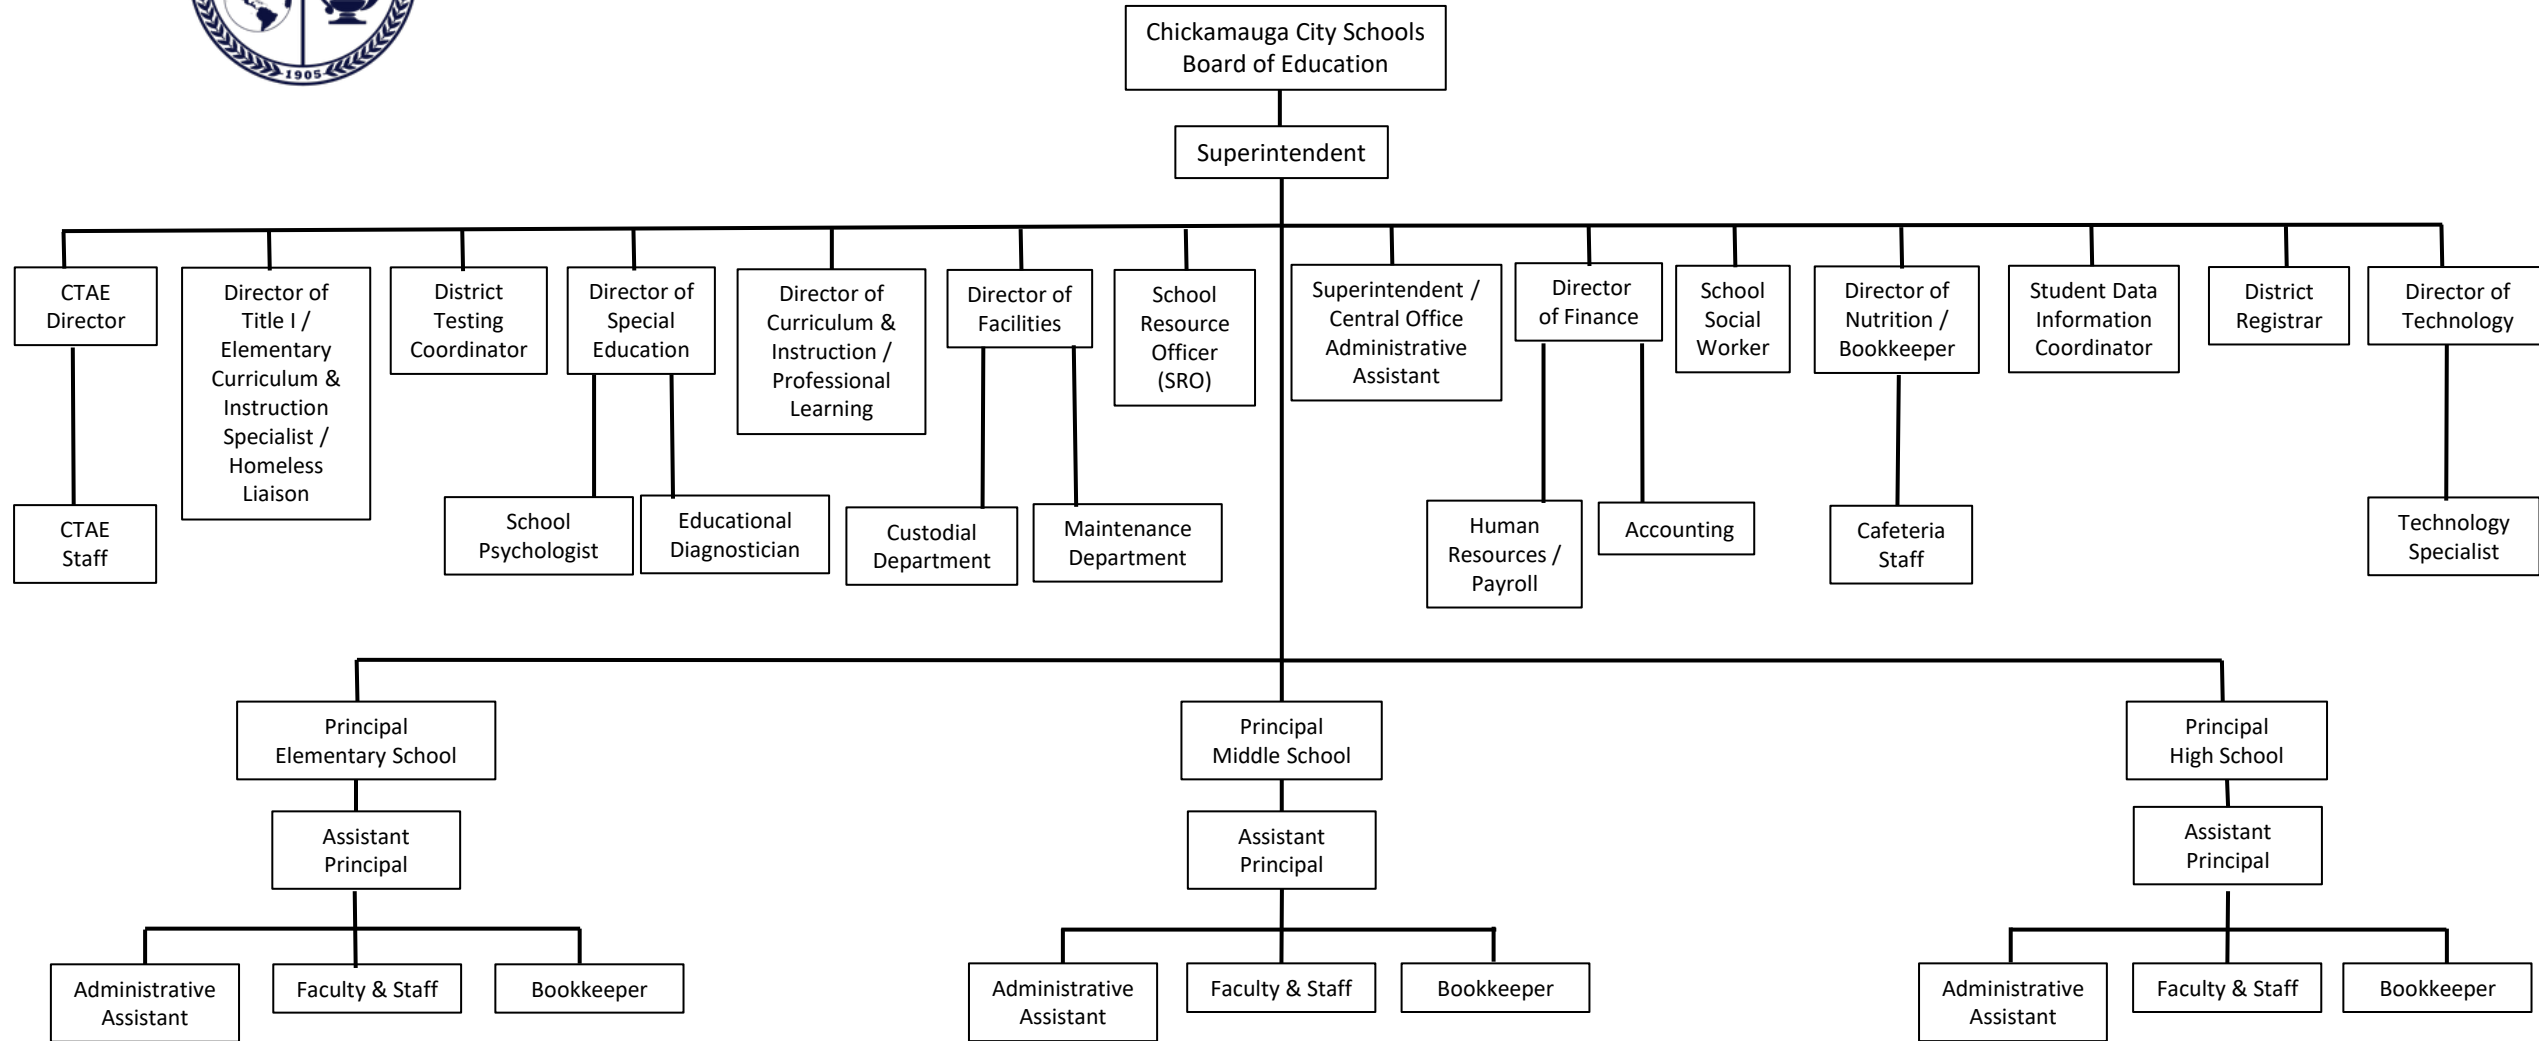 1905
Chickamauga City Schools
Board of Education
Superintendent
CTAE
Director
Director of
Title I /
Elementary
Curriculum &
Instruction
Specialist /
Homeless
Liaison
District
Testing
Coordinator
Director of
Special
Education
Director of
Curriculum &
Instruction /
Professional
Learning
Director of
Facilities
School
Resource
Officer
(SRO)
Superintendent /
Central Office
Administrative
Assistant
Director
of Finance
School
Social
Worker
Director of
Nutrition /
Bookkeeper
Student Data
Information
Coordinator
District
Registrar
Director of
Technology
CTAE
Staff
School
Psychologist
Educational
Diagnostician
Custodial
Department
Maintenance
Department
Human
Resources /
Payroll
Accounting
Cafeteria
Staff
Technology
Specialist
Principal
Elementary School
Principal
Middle School
Principal
High School
Assistant
Principal
Assistant
Principal
Assistant
Principal
Administrative
Assistant
Faculty & Staff
Bookkeeper
Administrative
Assistant
Faculty & Staff
Bookkeeper
Administrative
Assistant
Faculty & Staff
Bookkeeper